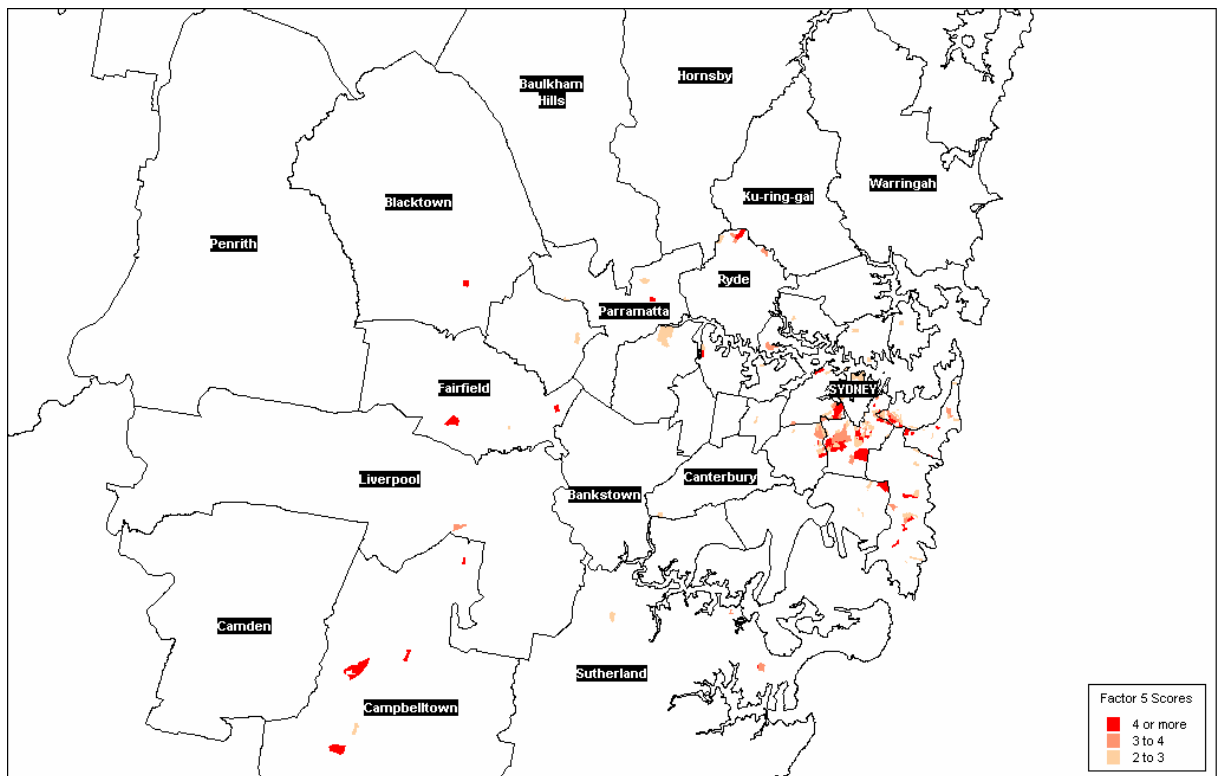 Hornsby
Baulkham
Hills
Warringah
Ku-ring-gai
Blacktown
Penrith
Ryde
Parramatta
Fairfield
SYDNEY
Liverpool
Canterbury
Bankstown
Camden
Sutherland
Campbelltown
Factor 5 Scores
4 or more
3 to 4
2 to 3